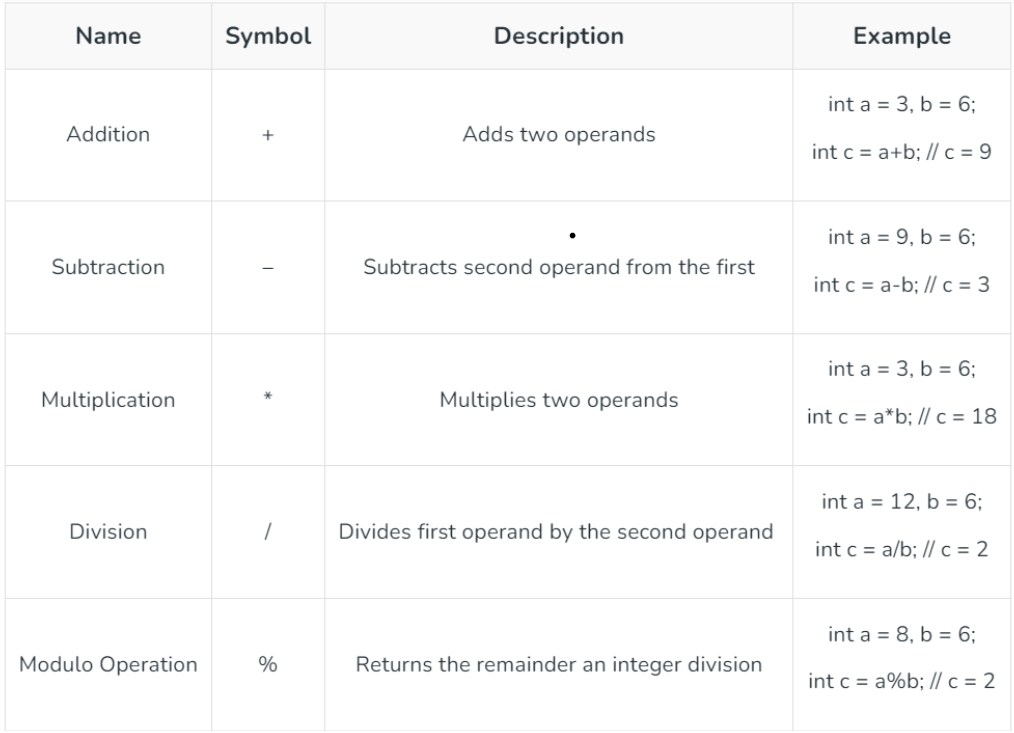 Name Symbol Description Example
Addition + Adds two operands int a = 3, b = 6;
int c = a+b; // c = 9
Subtraction – Subtracts second operand from the first int a = 9, b = 6;
int c = a-b; // c = 3
Multiplication * Multiplies two operands int a = 3, b = 6;
int c = a*b; // c = 18
Division / Divides first operand by the second operand int a = 12, b = 6;
int c = a/b; // c = 2
Modulo Operation % Returns the remainder an integer division int a = 8, b = 6;
int c = a%b; // c = 2